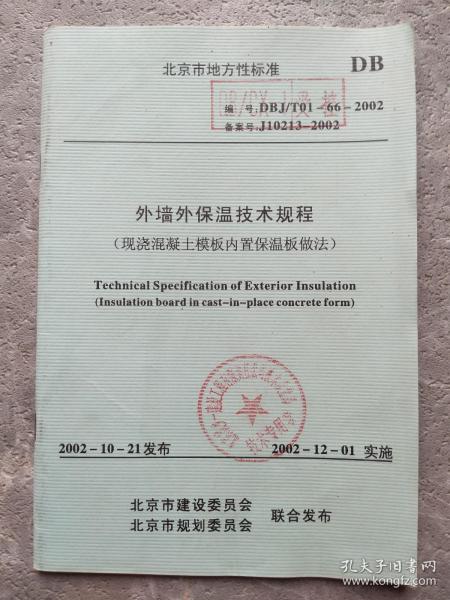 北京市地方性标准
DB
编 号:DBJ/T01-66-2002
备案号:J10213-2002
外墙外保温技术规程
(现浇混凝土模板内置保温板做法)
Technical Specification of Exterior Insulation
(Insulation board in cast-in-place concrete form)
2002-10-21发布
2002-12-01 实施
北京市建设委员会
北京市规划委员会
联合发布
孔夫子旧书网
www.kongfz.com